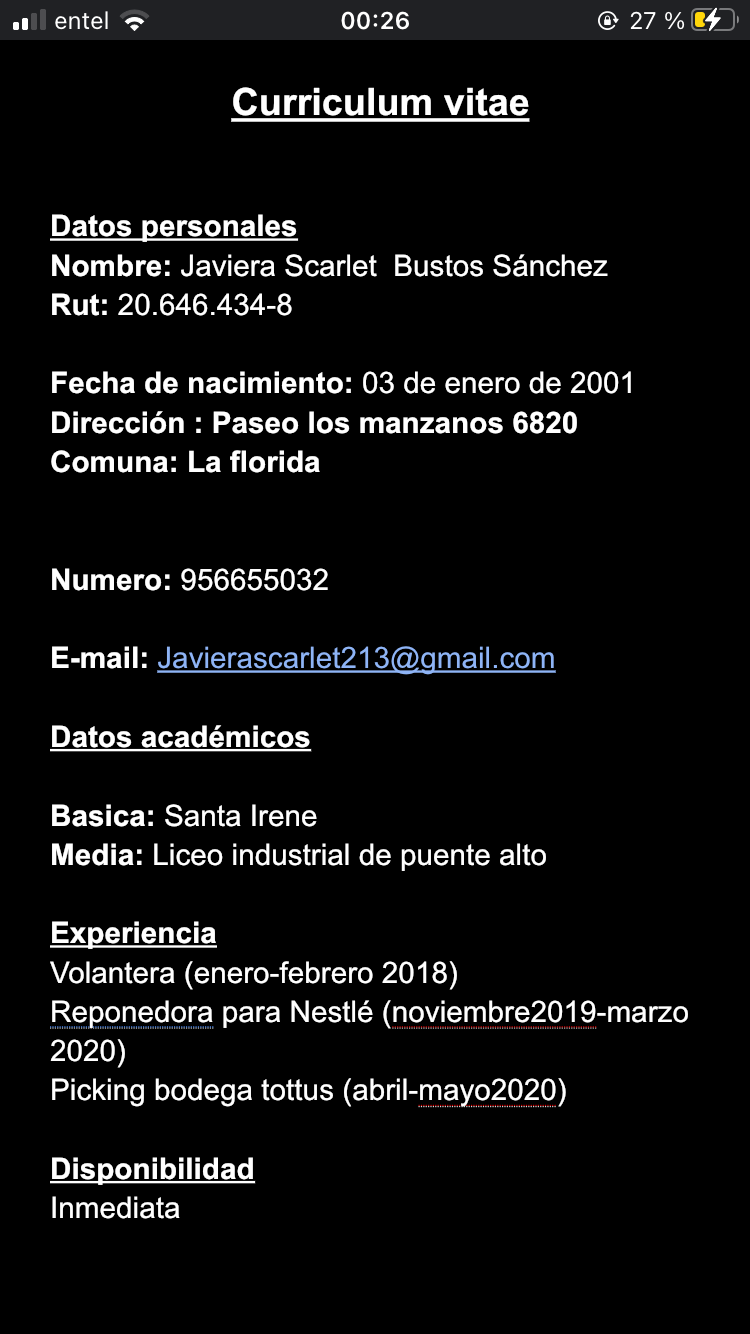 entel 00:26 27 %
Curriculum vitae
Datos personales
Nombre: Javiera Scarlet  Bustos Sánchez
Rut: 20.646.434-8
Fecha de nacimiento: 03 de enero de 2001
Dirección : Paseo los manzanos 6820
Comuna: La florida
Numero: 956655032
E-mail: Javierascarlet213@gmail.com
Datos académicos
Basica: Santa Irene
Media: Liceo industrial de puente alto
Experiencia
Volantera (enero-febrero 2018)
Reponedora para Nestlé (noviembre2019-marzo
2020)
Picking bodega tottus (abril-mayo2020)
Disponibilidad
Inmediata